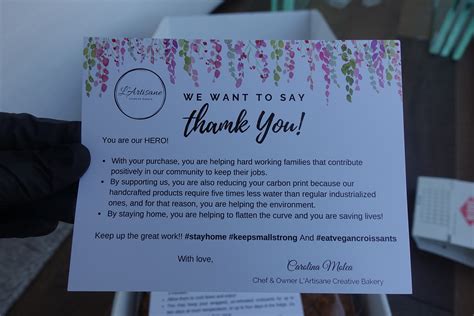 L'Artisane
CREATIVE BAKERY
WE WANT TO SAY
thank You!
You are our HERO!
• With your purchase, you are helping hard working families that contribute
positively in our community to keep their jobs.
• By supporting us, you are also reducing your carbon print because our
handcrafted products require five times less water than regular industrialized
ones, and for that reason, you are helping the environment.
• By staying home, you are helping to flatten the curve and you are saving lives!
Keep up the great work!! #stayhome #keepsmallstrong And #eatvegancroissants
With love,
Carolina Molea
Chef & Owner L'Artisane Creative Bakery